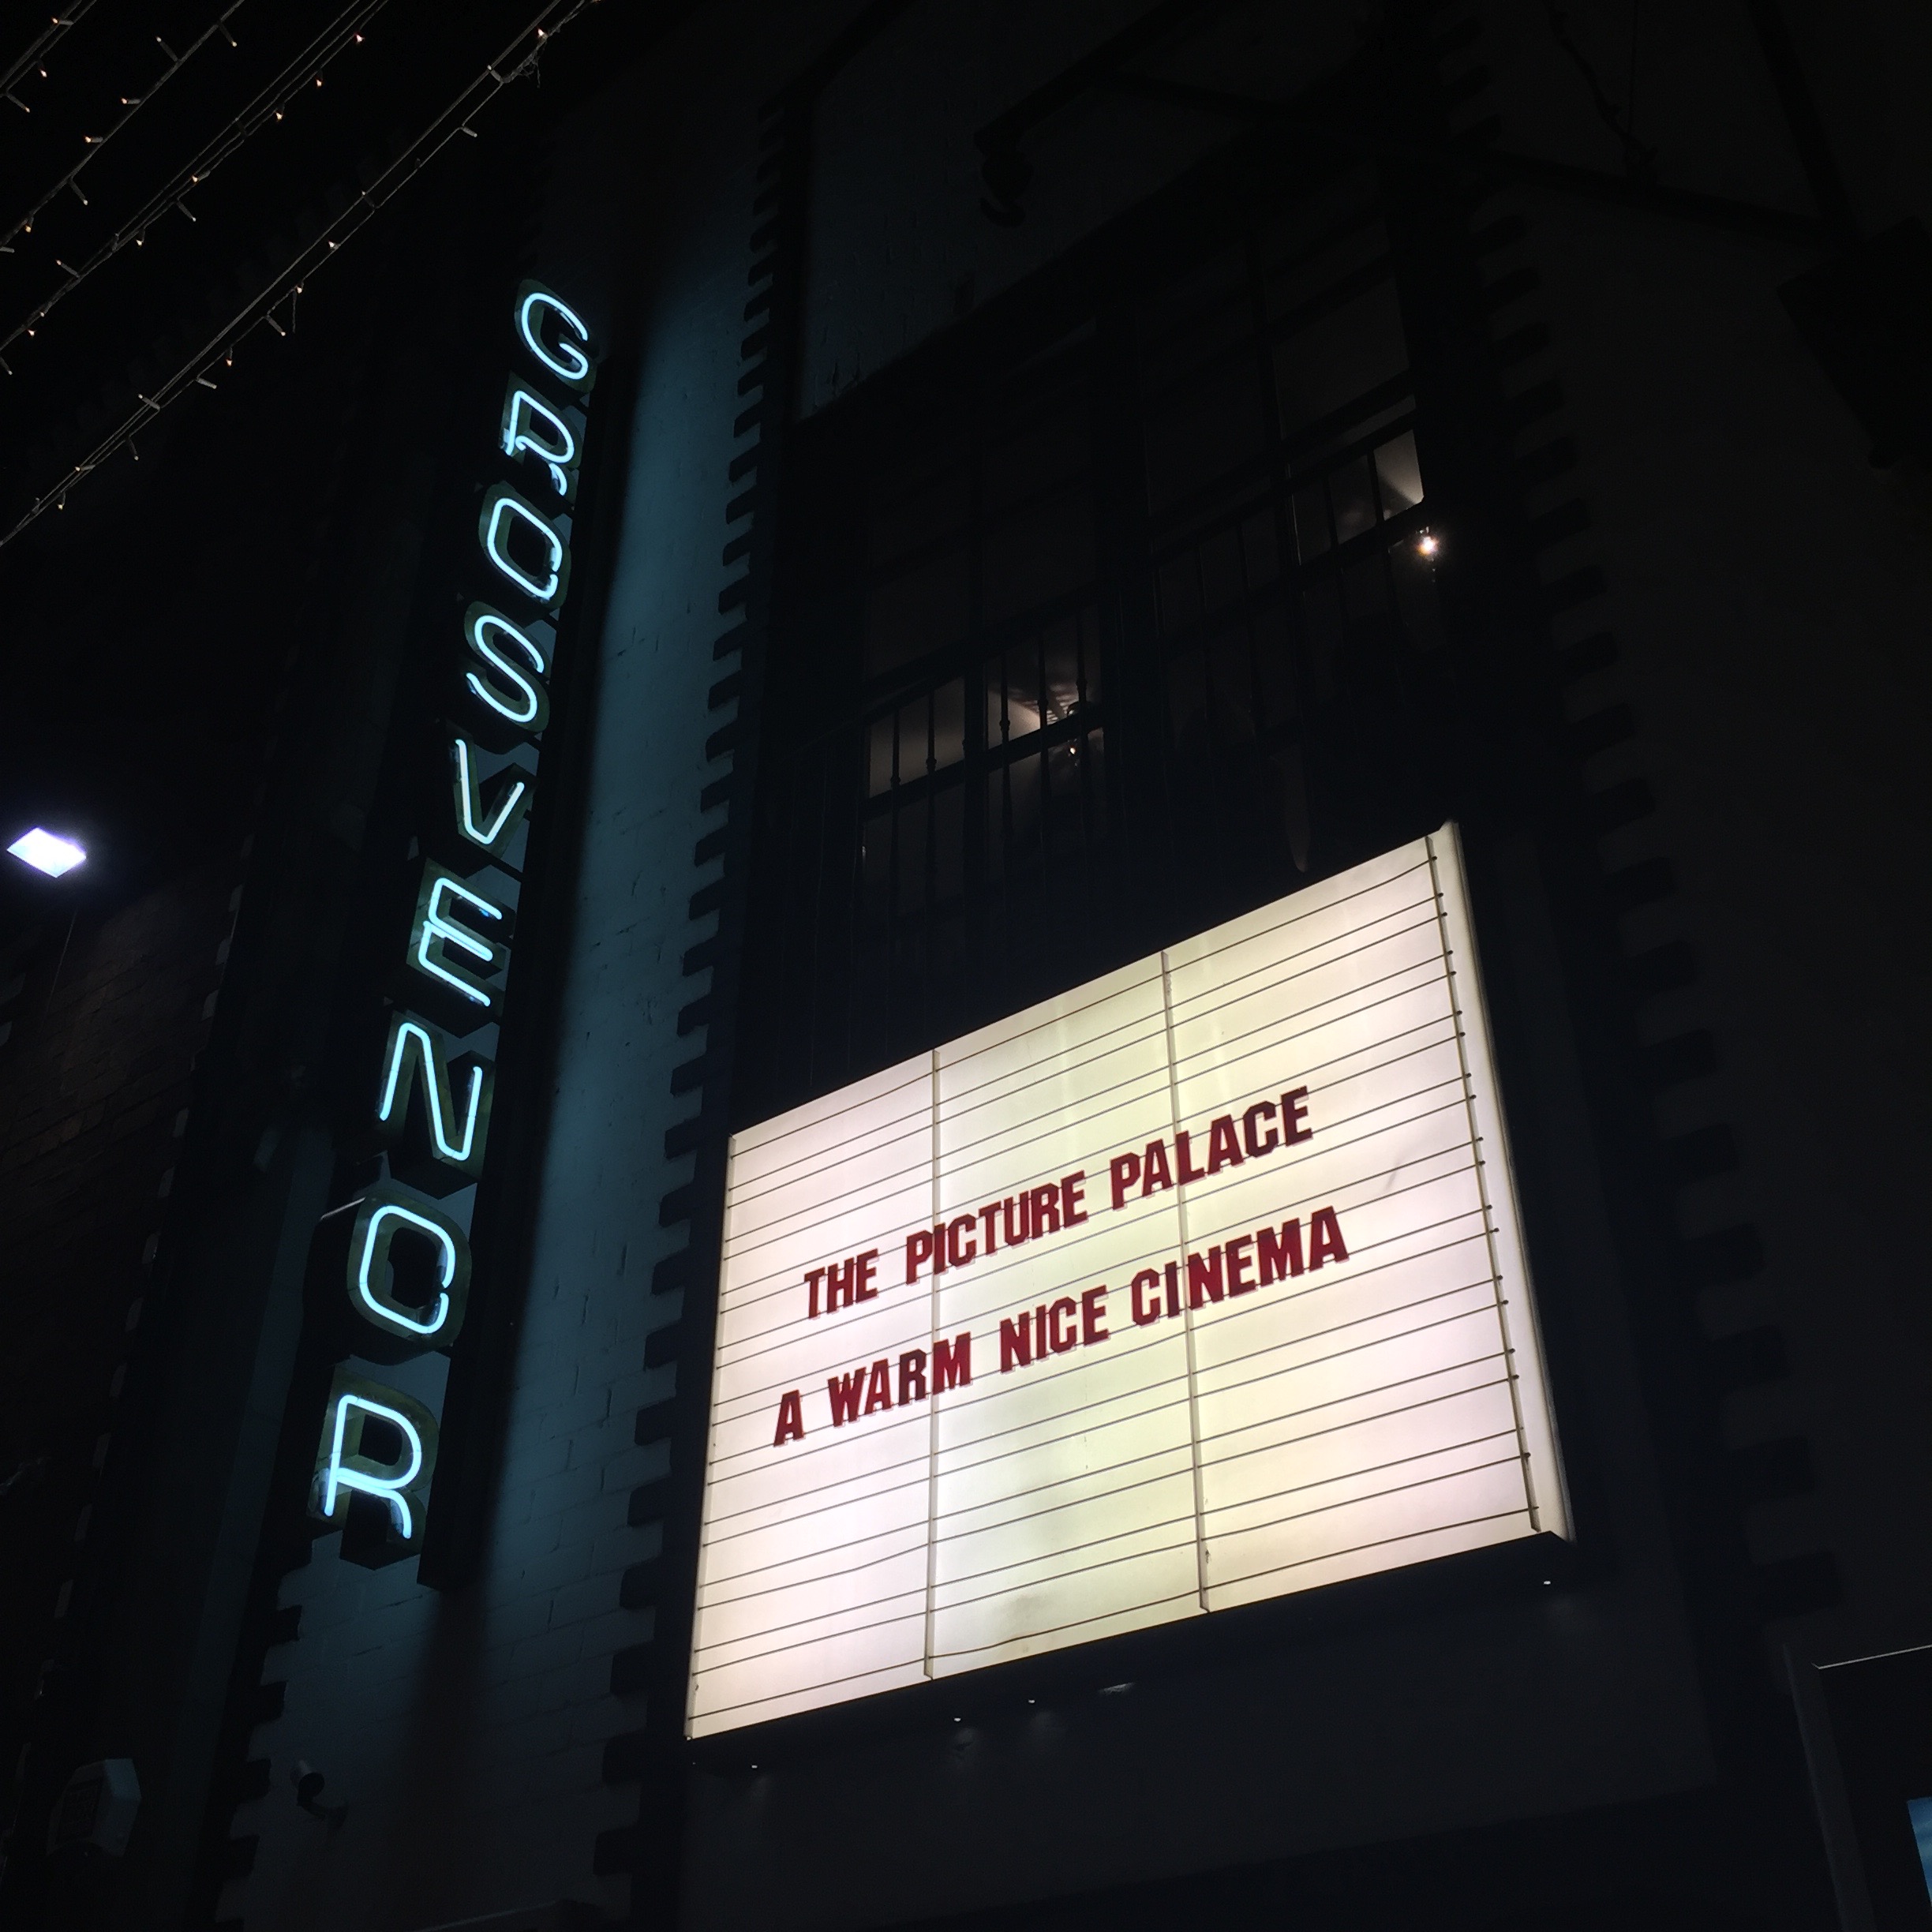 GROSVENOR
THE PICTURE PALACE
A WARM NICE CINEMA